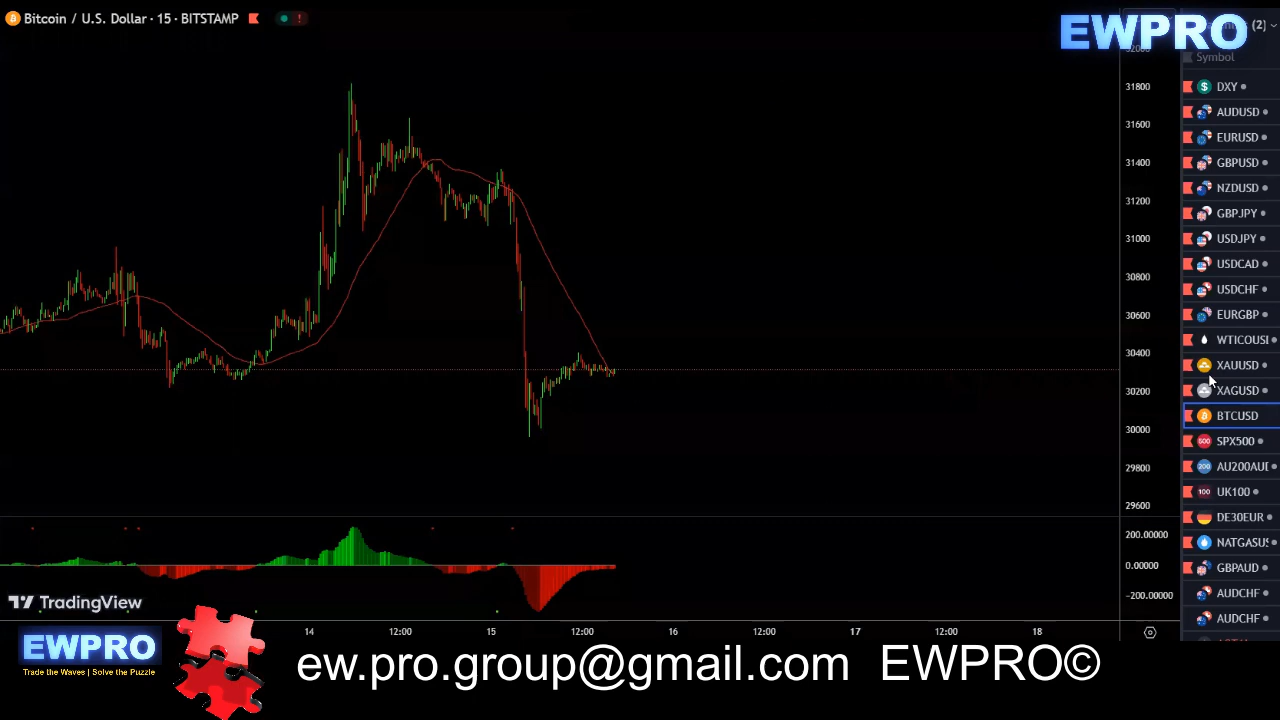 Bitcoin / U.S. Dollar · 15 · BITSTAMP
EWPRO
(2)
32000
Symbol
31800
31600
31400
31200
31000
30800
30600
30400
30200
30000
29800
29600
200.00000
0.00000
−200.00000
DXY
AUDUSD
EURUSD
GBPUSD
NZDUSD
GBPJPY
USDJPY
USDCAD
USDCHF
EURGBP
WTICOUSI
XAUUSD
XAGUSD
BTCUSD
SPX500
AU200AUI
UK100
DE30EUR
NATGASU
GBPAUD
AUDCHF
AUDCHF
TradingView
14
12:00
15
12:00
16
12:00
17
12:00
18
EWPRO
Trade the Waves | Solve the Puzzle
ew.pro.group@gmail.com EWPRO©